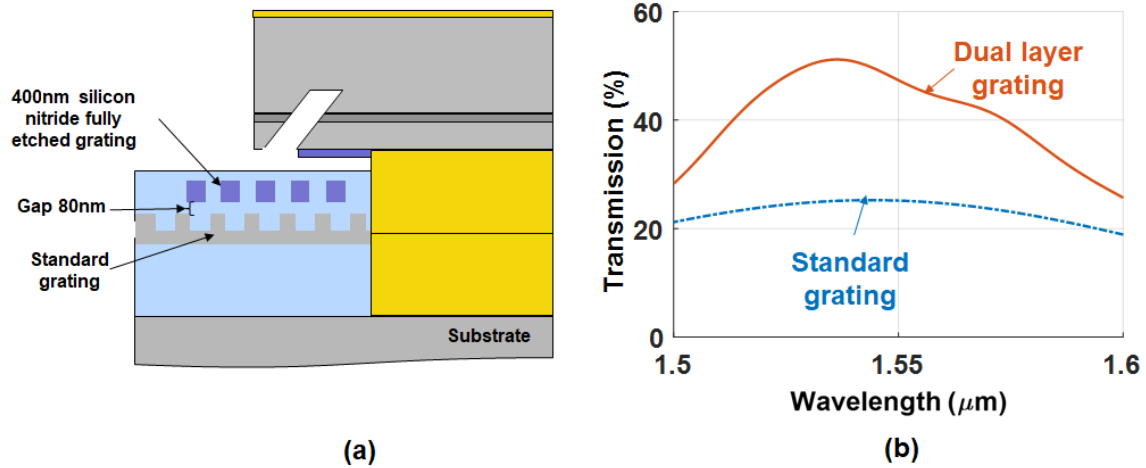 400nm silicon
nitride fully
etched grating
Gap 80nm
Standard
grating
Substrate
(a)
Transmission (%)
60
40
20
0
Dual layer
grating
Standard
grating
1.5
1.55
1.6
Wavelength (μm)
(b)